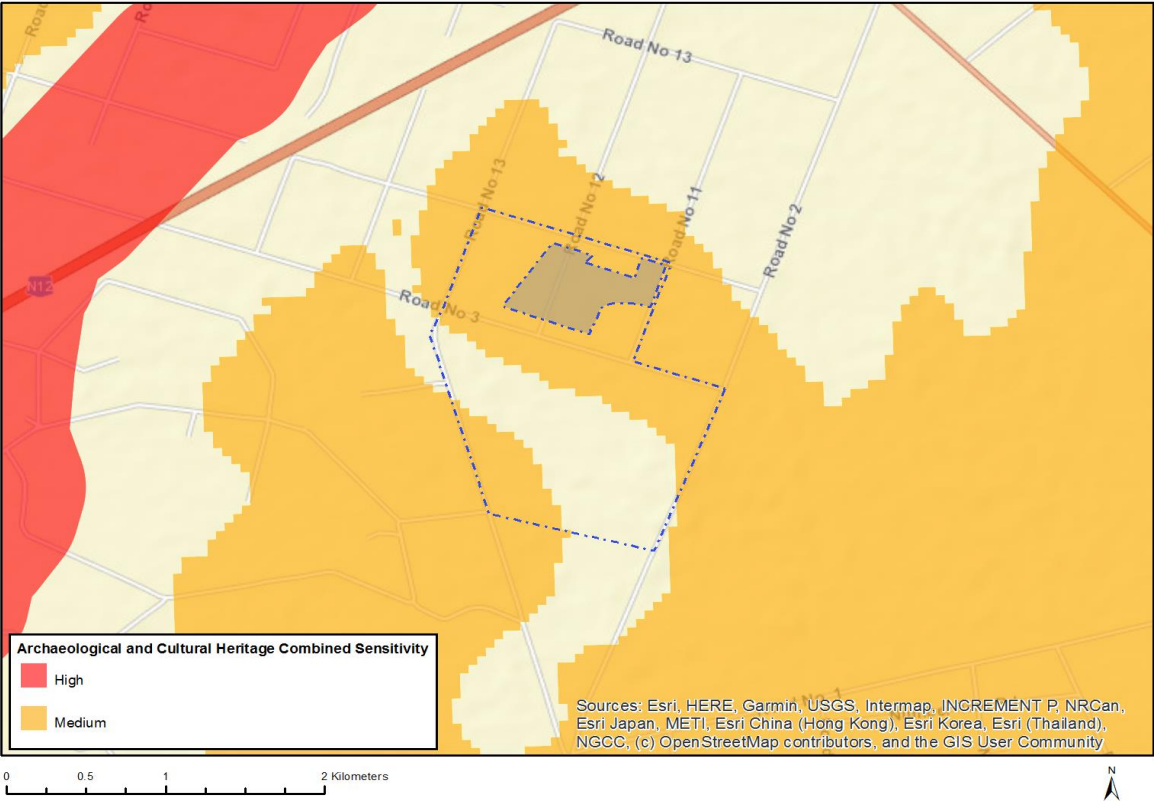 Road
Ro
Road No 13
Road No 13
Road No 12
Road No 11
Road No 2
N12
Road No 3
Archaeological and Cultural Heritage Combined Sensitivity
High
Medium
d No. 1
Sources: Esri, HERE, Garmin, USGS, Intermap, INCREMENT P, NRCan,
Esri Japan, METI, Esri China (Hong Kong), Esri Korea, Esri (Thailand),
NGCC, (c) OpenStreetMap contributors, and the GIS User Community
0 0.5 1 2 Kilometers
N